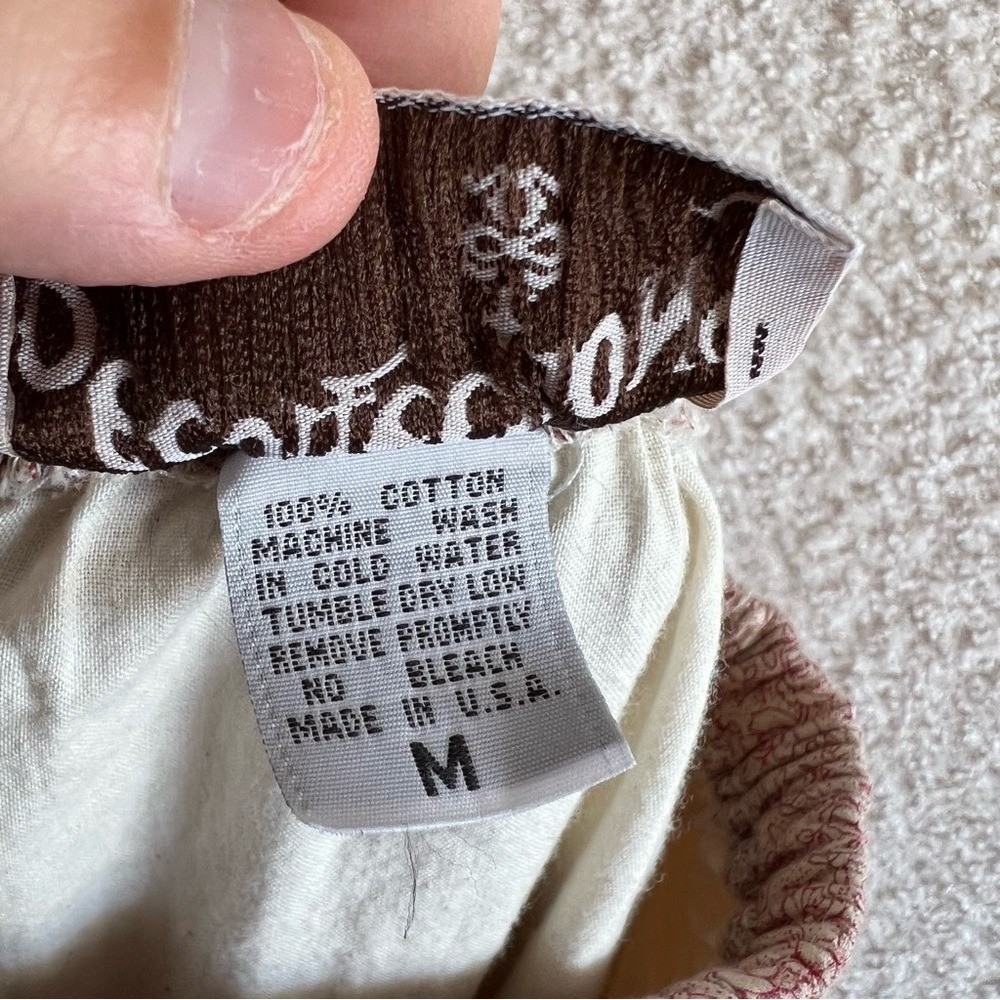 100% COTTON
MACHINE WASH
IN COLD WATER
TUMBLE DRY LOW
REMOVE PROMPTLY
NO BLEACH
MADE IN U.S.A.
M